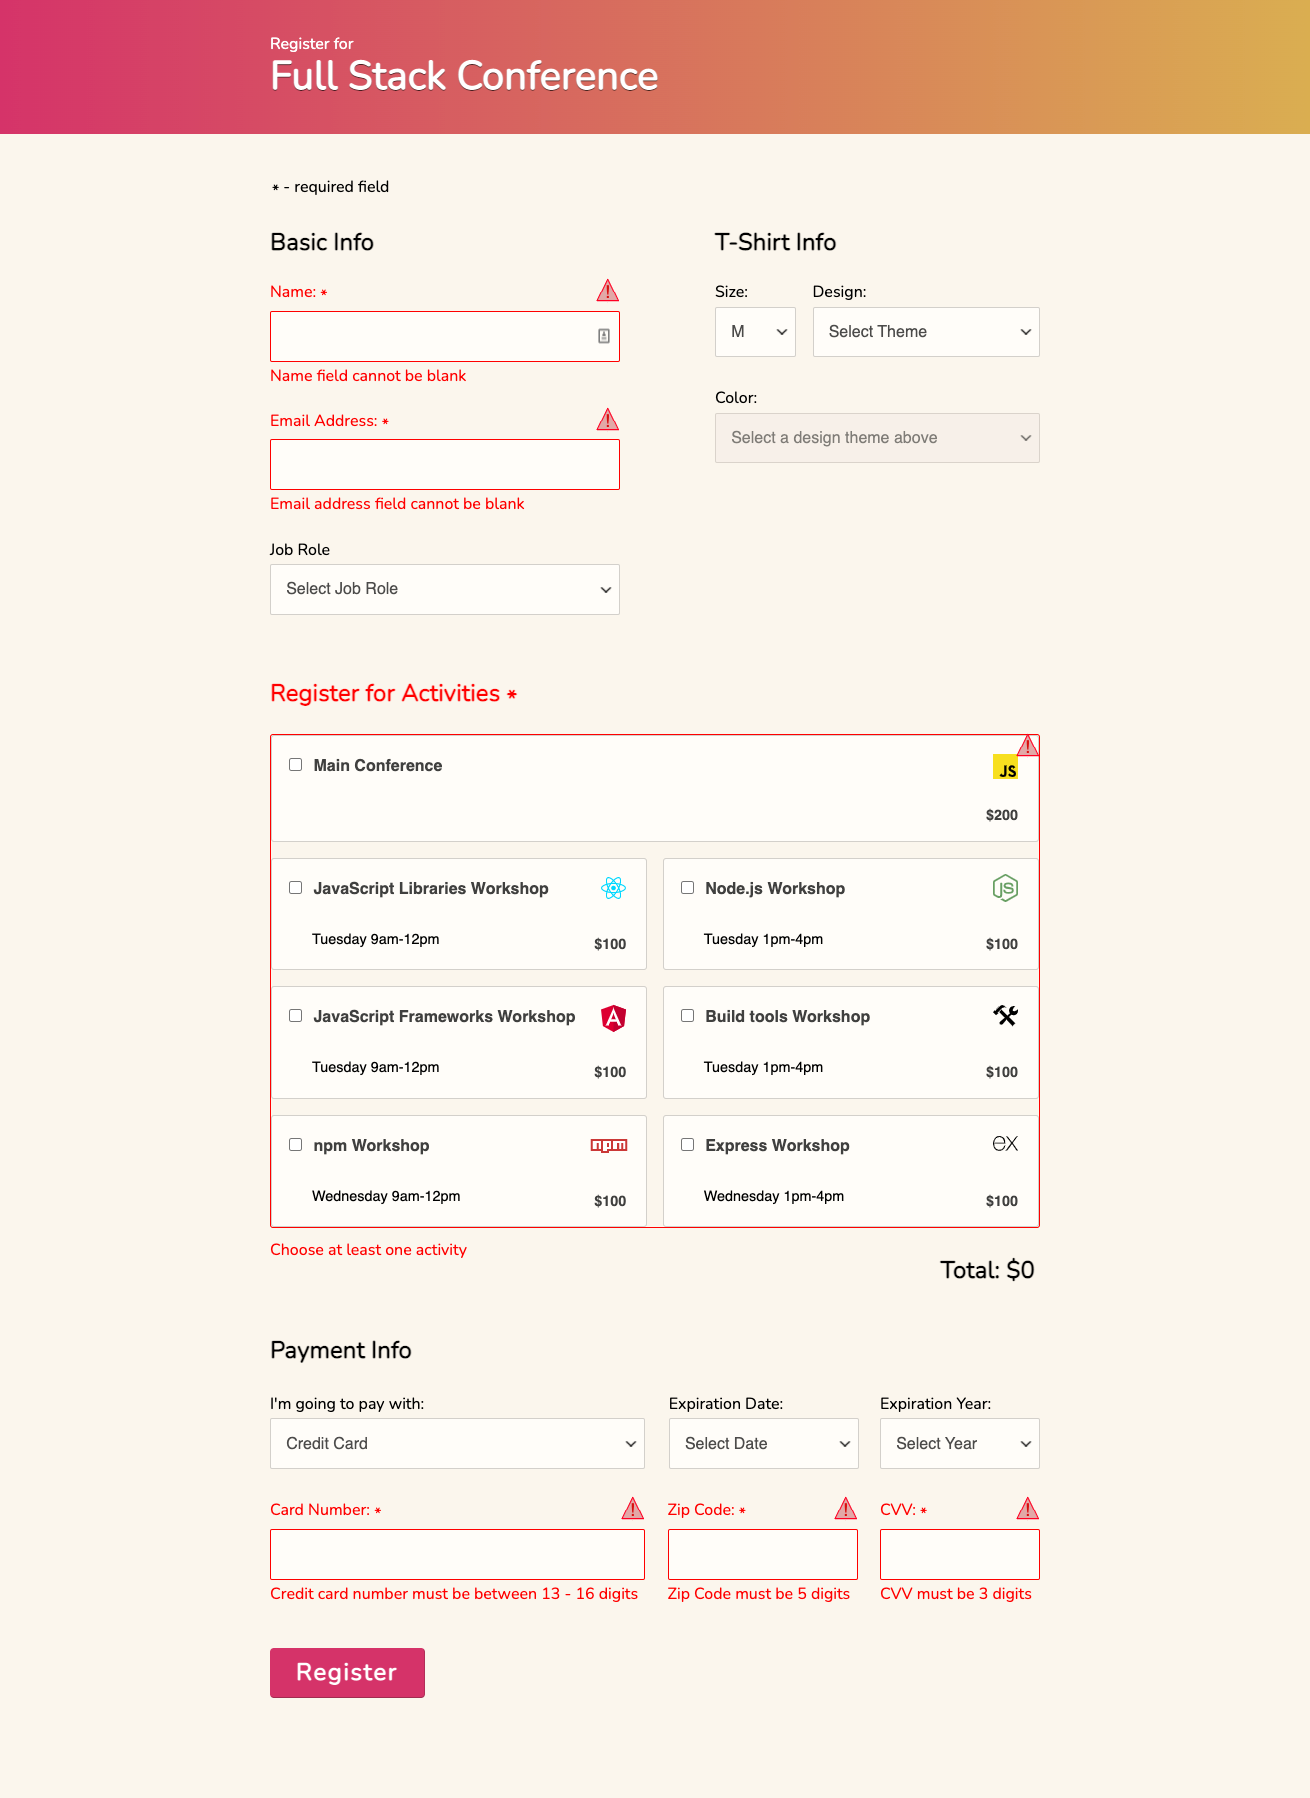 Register for
Full Stack Conference
* - required field
Basic Info
Name: *
Name field cannot be blank
Email Address: *
Email address field cannot be blank
Job Role
Select Job Role
T-Shirt Info
Size:
Design:
M
Select Theme
Color:
Select a design theme above
Register for Activities *
Main Conference
JS
$200
JavaScript Libraries Workshop
Tuesday 9am-12pm
$100
Node.js Workshop
JS
Tuesday 1pm-4pm
$100
JavaScript Frameworks Workshop
A
Tuesday 9am-12pm
$100
Build tools Workshop
Tuesday 1pm-4pm
$100
npm Workshop
npm
Wednesday 9am-12pm
$100
Express Workshop
ex
Wednesday 1pm-4pm
$100
Choose at least one activity
Total: $0
Payment Info
I'm going to pay with:
Credit Card
Expiration Date:
Select Date
Expiration Year:
Select Year
Card Number: *
Credit card number must be between 13 - 16 digits
Zip Code: *
Zip Code must be 5 digits
CVV: *
CVV must be 3 digits
Register